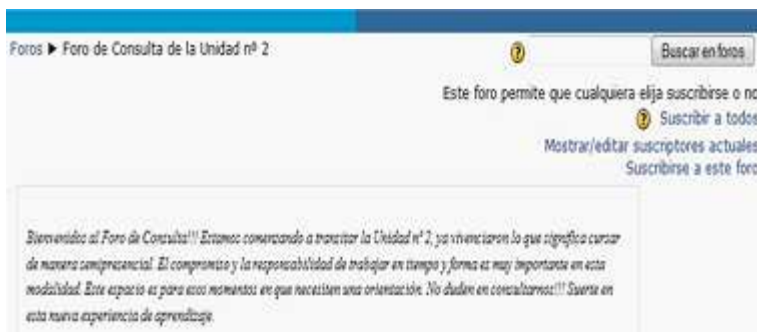 Foros ► Foro de Consulta de la Unidad nº 2
Buscar en foros
Este foro permite que cualquiera elija suscribirse o no
Suscribir a todos
Mostrar/editar suscriptores actuales
Suscribirse a este foro
Bienvenidos al Foro de Consulta!!! Estamos comenzando a transitar la Unidad nº 2, ya vivenciaron lo que significa cursar
de manera semipresencial. El compromiso y la responsabilidad de trabajar en tiempo y forma es muy importante en esta
modalidad. Este espacio es para esos momentos en que necesiten una orientación. No duden en consultarnos!!! Suerte en
esta nueva experiencia de aprendizaje.